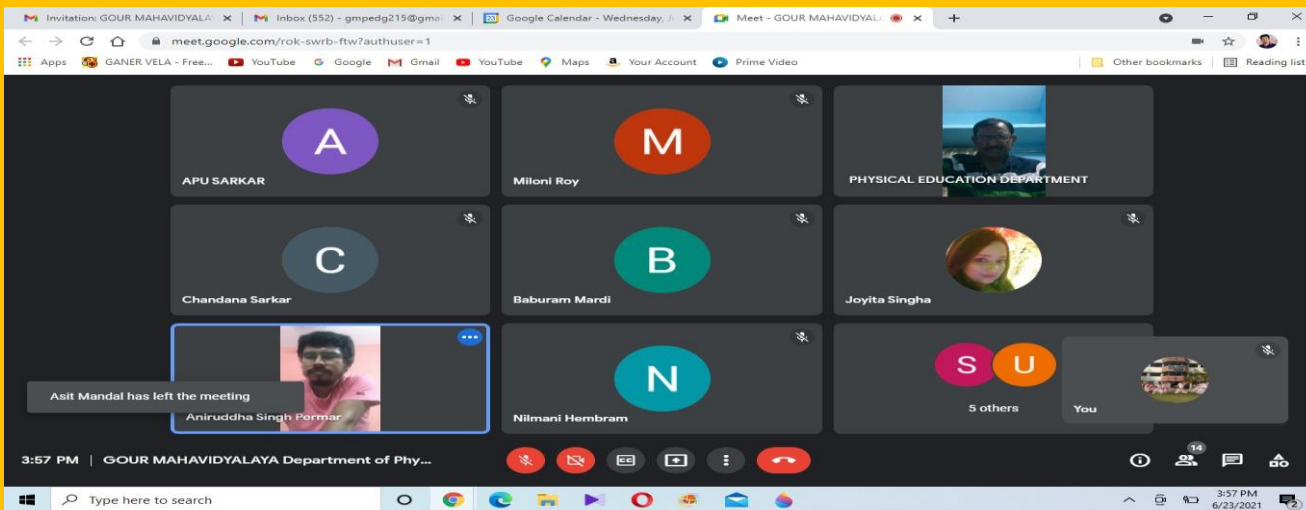 Invitation: GOUR MAHAVIDYALA
Inbox (552) - gmpedg215@gmai
Google Calendar - Wednesday, J
Meet - GOUR MAHAVIDYAL
meet.google.com/rok-swrb-ftw?authuser=1
Apps GANER VELA - Free... YouTube Google Gmail YouTube Maps Your Account Prime Video Other bookmarks Reading list
A M
APU SARKAR Miloni Roy PHYSICAL EDUCATION DEPARTMENT
C B
Chandana Sarkar Baburam Mardi Joyita Singha
N S U
Asit Mandal has left the meeting
5 others You
Aniruddha Singh Permar Nilmani Hembram
14
3:57 PM | GOUR MAHAVIDYALAYA Department of Phy...
Type here to search
3:57 PM
6/23/2021
2